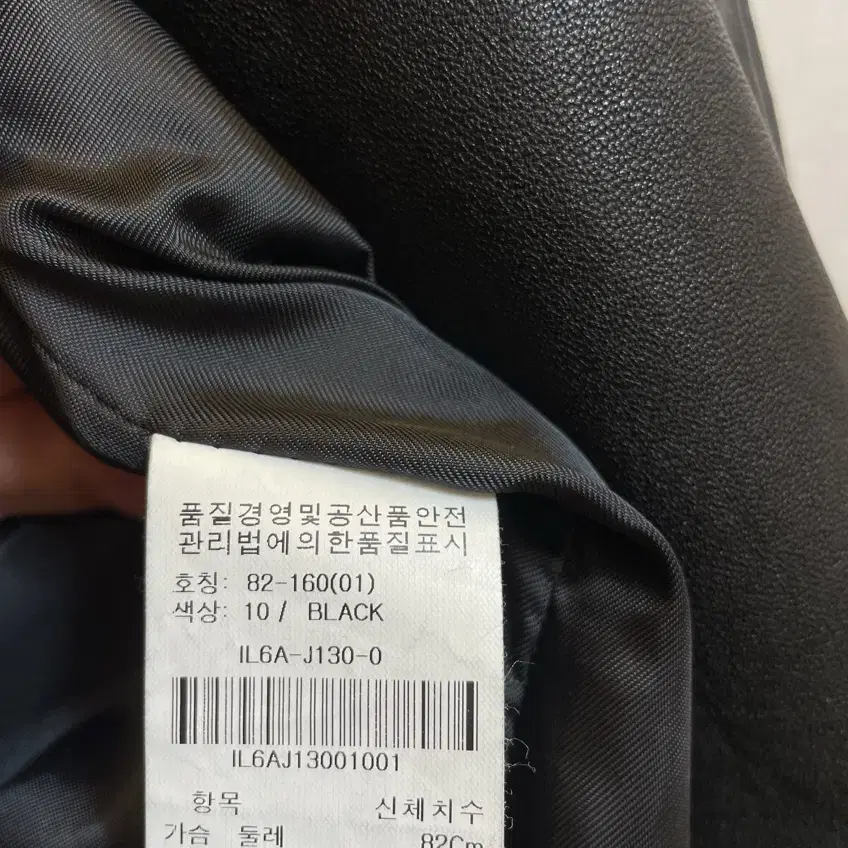 품질경영및공산품안전
관리법에의한품질표시
호칭: 82-160(01)
색상: 10 / BLACK
IL6A-J130-0
IL6AJ13001001
항목 신체치수
가슴 둘레 82Cm